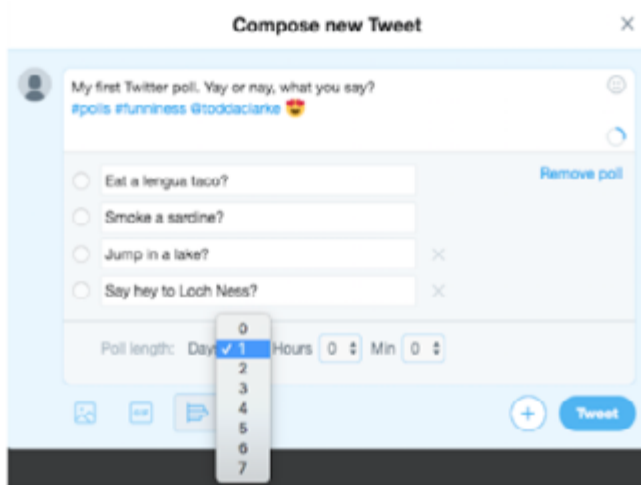 Compose new Tweet
My first Twitter poll. Yay or nay, what you say?
#polls #funniness @toddaclarke 😍
Remove poll
Eat a lengua taco?
Smoke a sardine?
Jump in a lake?
Say hey to Loch Ness?
Poll length: Day ✓ 1 Hours 0 Min 0
0
2
3
4
5
6
7
GIF
Tweet